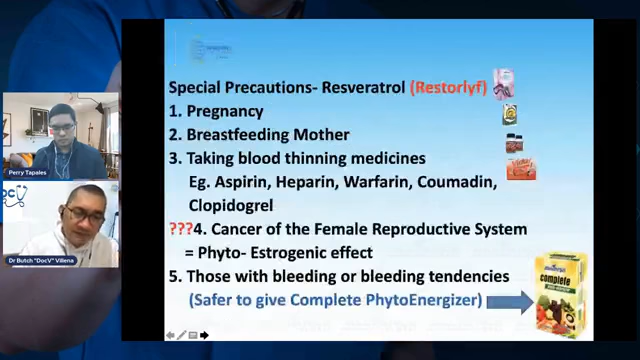 Special Precautions- Resveratrol (Restorlyf)
1. Pregnancy
2. Breastfeeding Mother
3. Taking blood thinning medicines
Eg. Aspirin, Heparin, Warfarin, Coumadin,
Clopidogrel
???4. Cancer of the Female Reproductive System
= Phyto- Estrogenic effect
5. Those with bleeding or bleeding tendencies
(Safer to give Complete PhytoEnergizer)
complete
Perry Tapales
Dr Butch "DocV" Villena